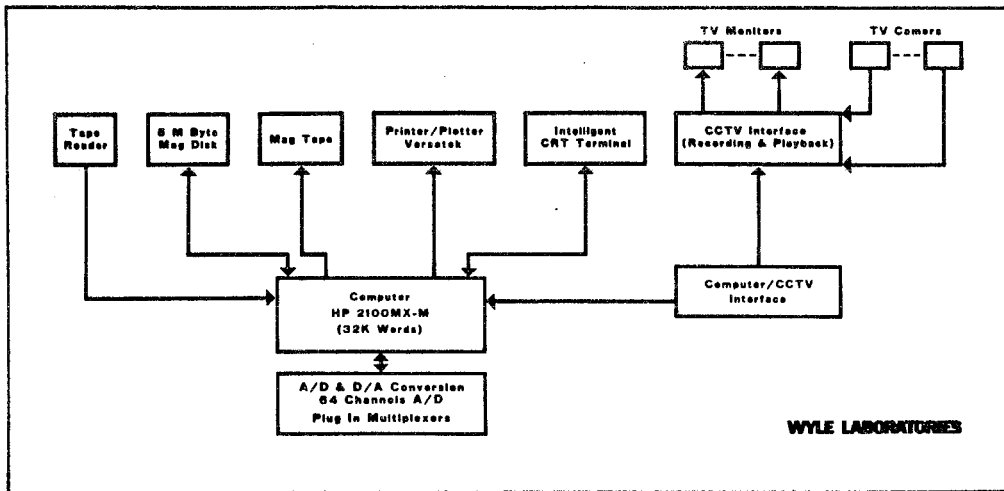 TV Monitors
TV Camers
Tape
Reader
5 M Byte
Mag Disk
Mag Tape
Printer/Plotter
Versatek
Intelligent
CRT Terminal
CCTV Interface
(Recording & Playback)
Computer
HP 2100MX-M
(32K Words)
Computer/CCTV
Interface
A/D & D/A Conversion
64 Channels A/D
Plug In Multiplexers
WYLE LABORATORIES